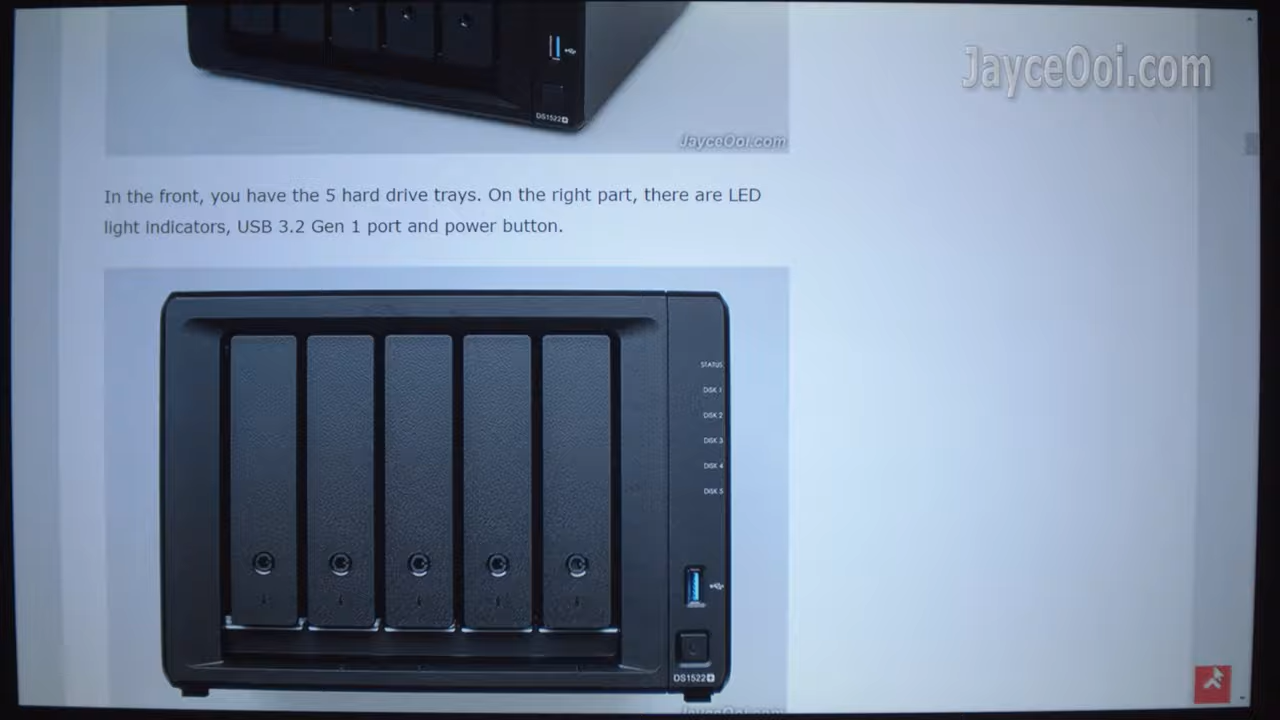 JayceOoi.com
DS1522+
JayceOoi.com
In the front, you have the 5 hard drive trays. On the right part, there are LED
light indicators, USB 3.2 Gen 1 port and power button.
STATUS
DISK 1
DISK 2
DISK 3
DISK 4
DISK 5
DS1522+
JayceOoi.com